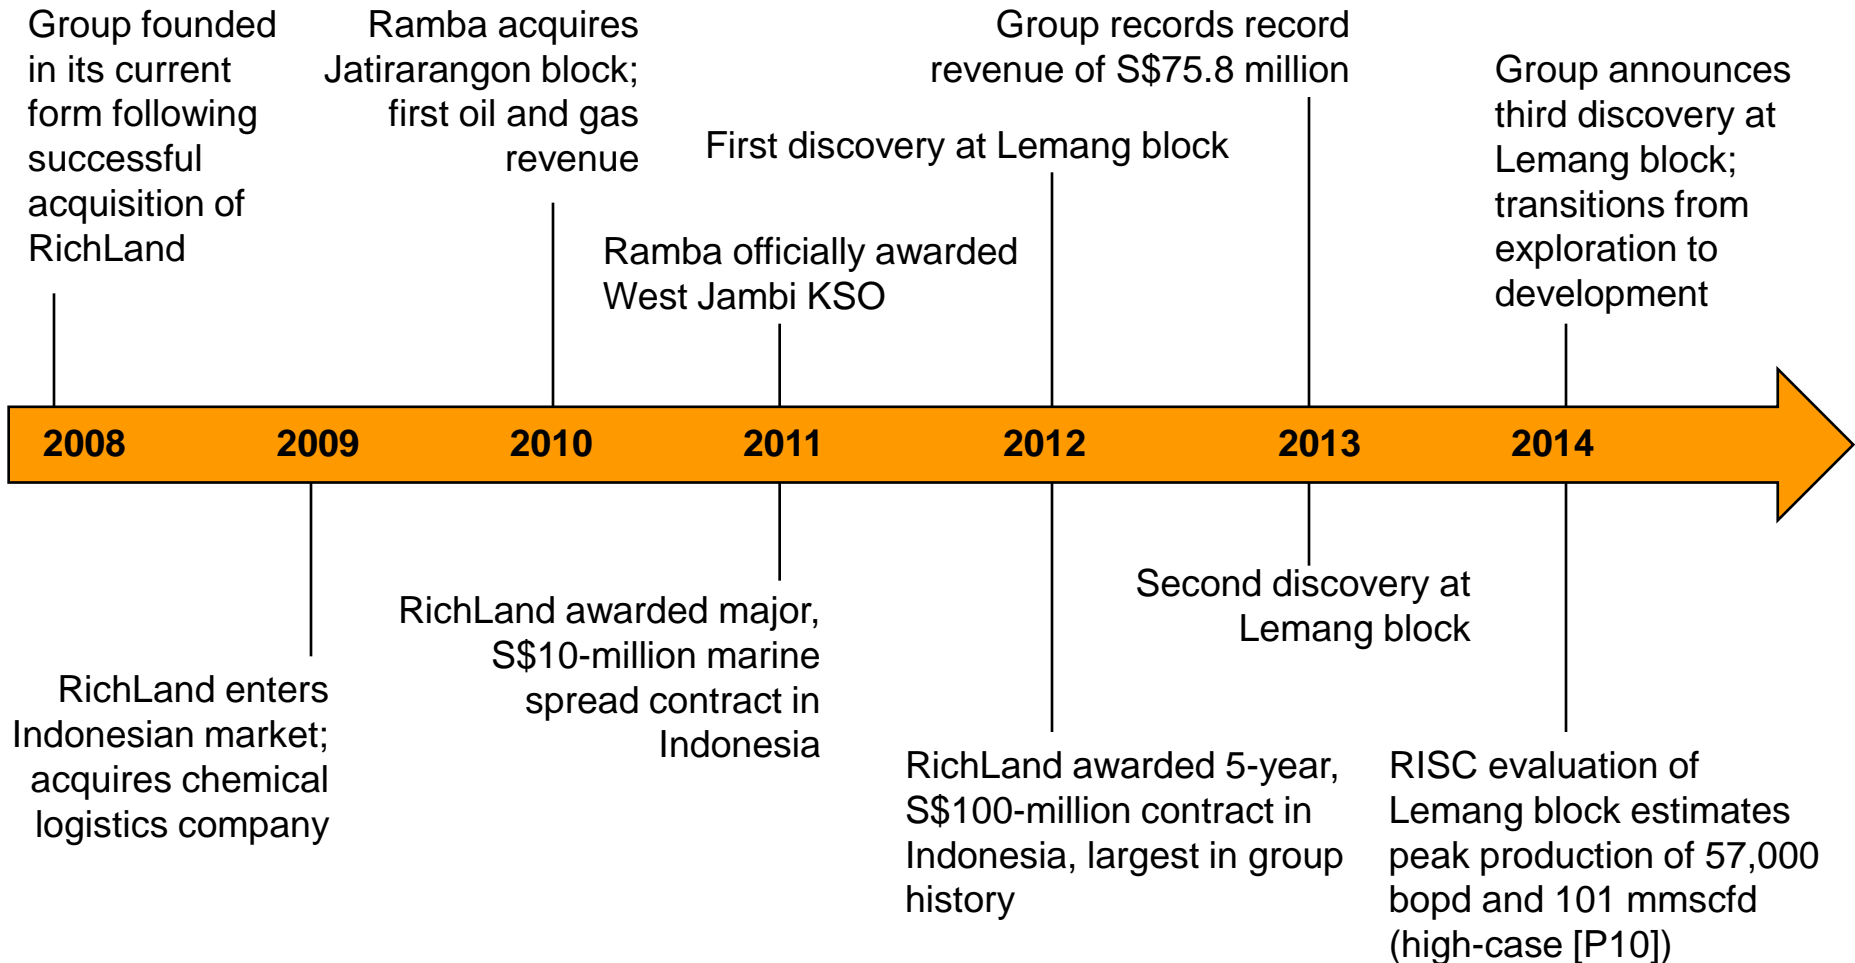 Group founded
in its current
form following
successful
acquisition of
RichLand
Ramba acquires
Jatirarangon block;
first oil and gas
revenue
Ramba officially awarded
West Jambi KSO
First discovery at Lemang block
Group records record
revenue of S$75.8 million
Group announces
third discovery at
Lemang block;
transitions from
exploration to
development
2008 2009 2010 2011 2012 2013 2014
RichLand enters
Indonesian market;
acquires chemical
logistics company
RichLand awarded major,
S$10-million marine
spread contract in
Indonesia
RichLand awarded 5-year,
S$100-million contract in
Indonesia, largest in group
history
Second discovery at
Lemang block
RISC evaluation of
Lemang block estimates
peak production of 57,000
bopd and 101 mmscfd
(high-case [P10])